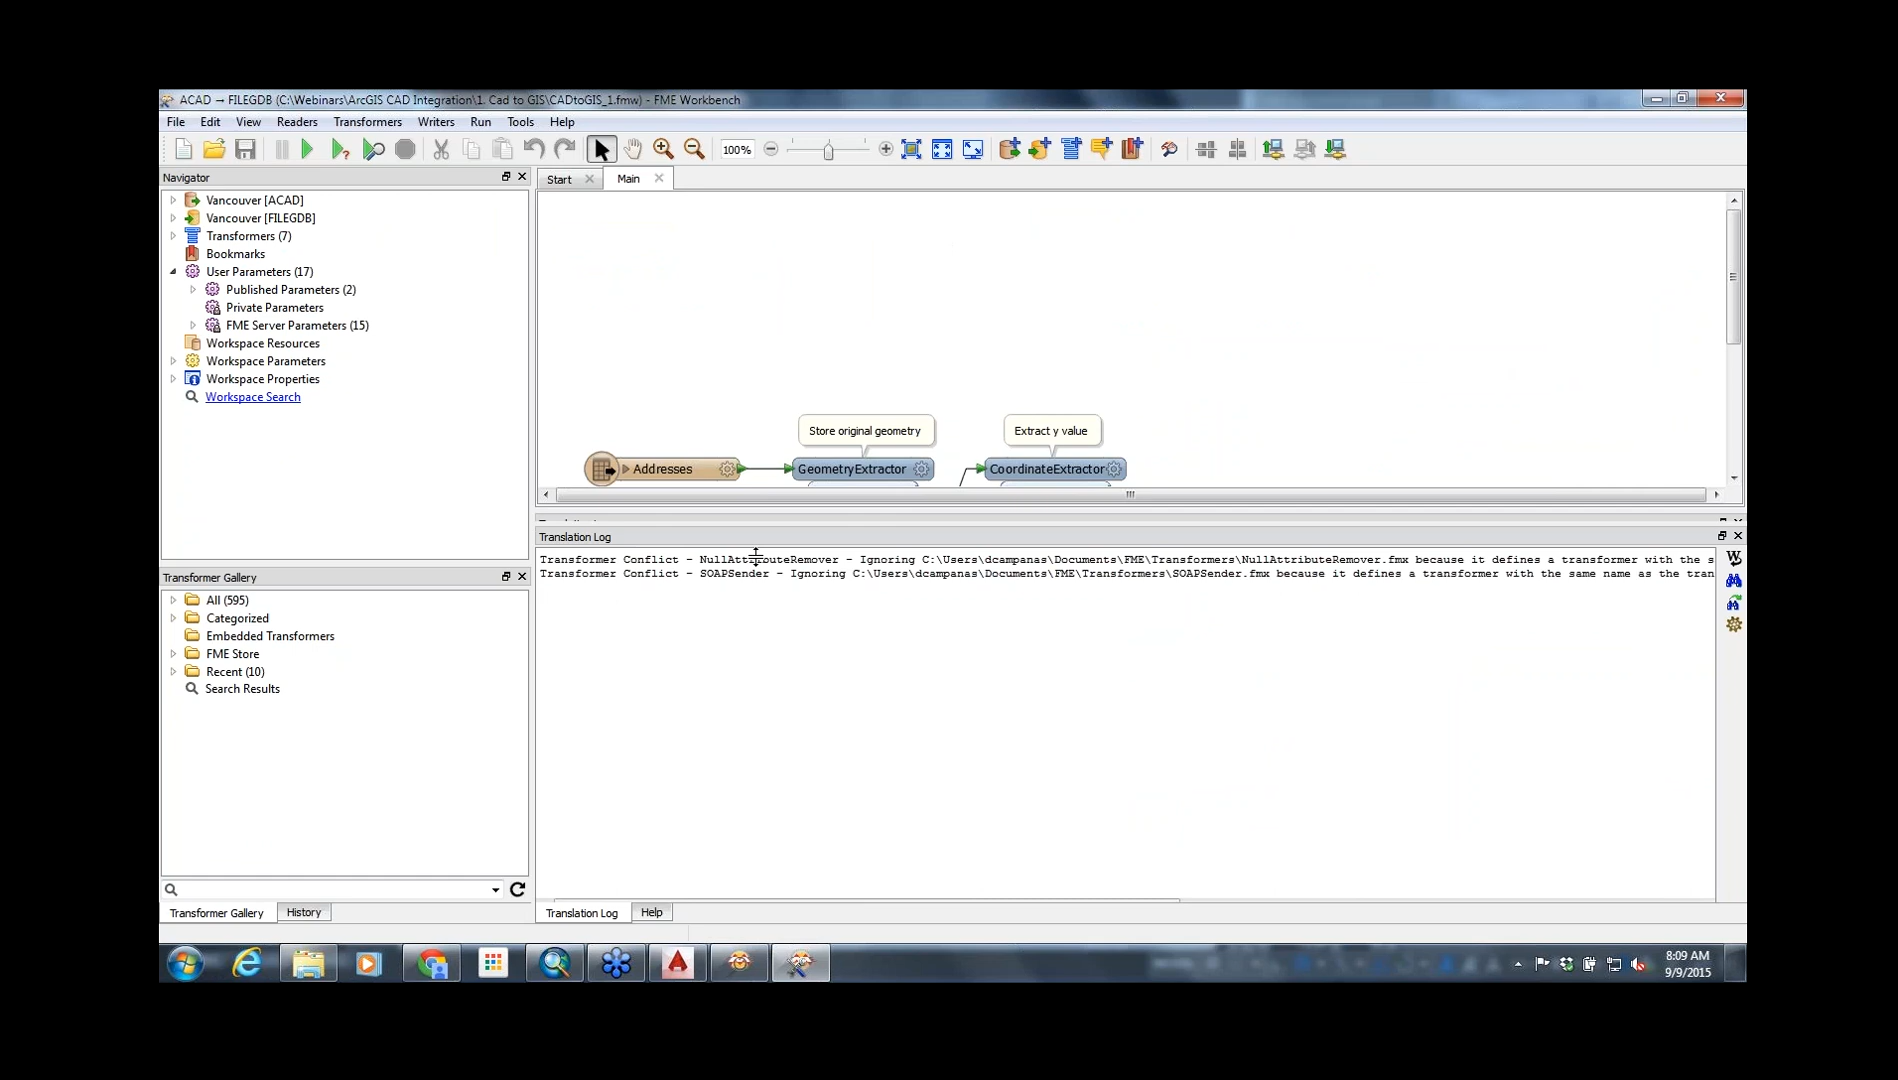 ACAD → FILEGDB (C:\Webinars\ArcGIS CAD Integration\1. Cad to GIS\CADtoGIS_1.fmw) - FME Workbench
File Edit View Readers Transformers Writers Run Tools Help
100%
Navigator
Start
Main
Vancouver [ACAD]
Vancouver [FILEGDB]
Transformers (7)
Bookmarks
User Parameters (17)
Published Parameters (2)
Private Parameters
FME Server Parameters (15)
Workspace Resources
Workspace Parameters
Workspace Properties
Workspace Search
Store original geometry
Extract y value
Addresses
GeometryExtractor
CoordinateExtractor
Translation Log
Transformer Conflict - NullAttributeRemover - Ignoring C:\Users\dcampanas\Documents\FME\Transformers\NullAttributeRemover.fmx because it defines a transformer with the s
Transformer Conflict - SOAPSender - Ignoring C:\Users\dcampanas\Documents\FME\Transformers\SOAPSender.fmx because it defines a transformer with the same name as the tran
Transformer Gallery
All (595)
Categorized
Embedded Transformers
FME Store
Recent (10)
Search Results
Transformer Gallery
History
Translation Log
Help
8:09 AM
9/9/2015